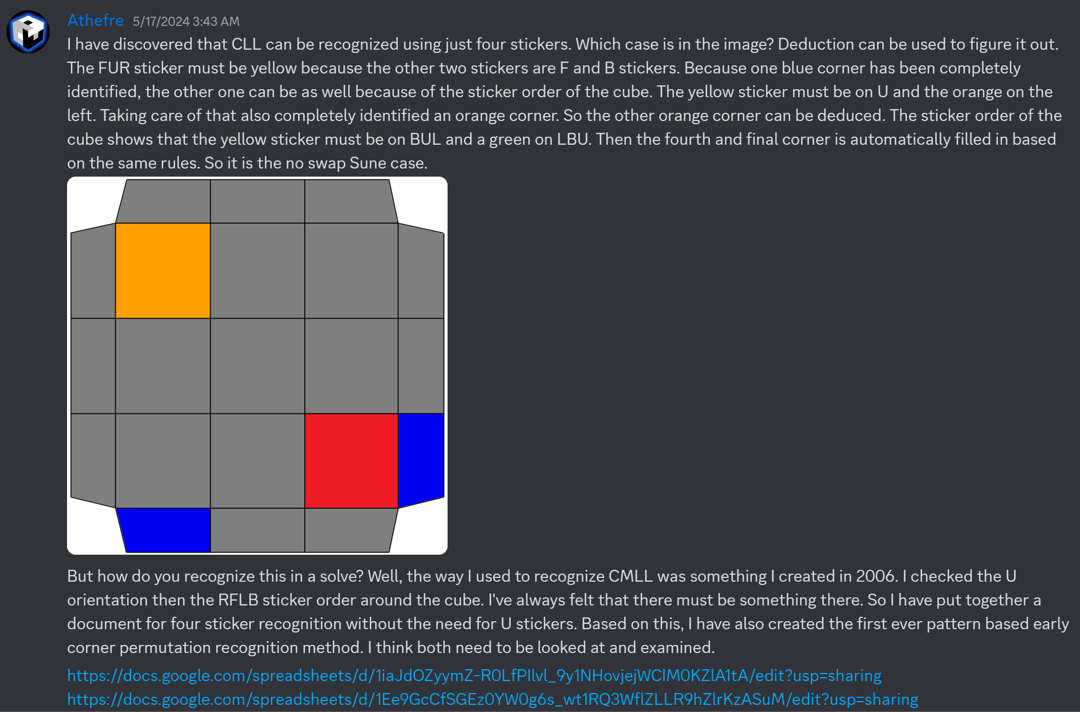 Athefre 5/17/2024 3:43 AM
I have discovered that CLL can be recognized using just four stickers. Which case is in the image? Deduction can be used to figure it out.
The FUR sticker must be yellow because the other two stickers are F and B stickers. Because one blue corner has been completely
identified, the other one can be as well because of the sticker order of the cube. The yellow sticker must be on U and the orange on the
left. Taking care of that also completely identified an orange corner. So the other orange corner can be deduced. The sticker order of the
cube shows that the yellow sticker must be on BUL and a green on LBU. Then the fourth and final corner is automatically filled in based
on the same rules. So it is the no swap Sune case.
But how do you recognize this in a solve? Well, the way I used to recognize CMLL was something I created in 2006. I checked the U
orientation then the RFLB sticker order around the cube. I've always felt that there must be something there. So I have put together a
document for four sticker recognition without the need for U stickers. Based on this, I have also created the first ever pattern based early
corner permutation recognition method. I think both need to be looked at and examined.
https://docs.google.com/spreadsheets/d/1iaJdOZyymZ-R0LfPIlvl_9y1NHovjejWCIM0KZlA1tA/edit?usp=sharing
https://docs.google.com/spreadsheets/d/1Ee9GcCfSGEz0YW0g6s_wt1RQ3WflZLLR9hZlrKzASuM/edit?usp=sharing